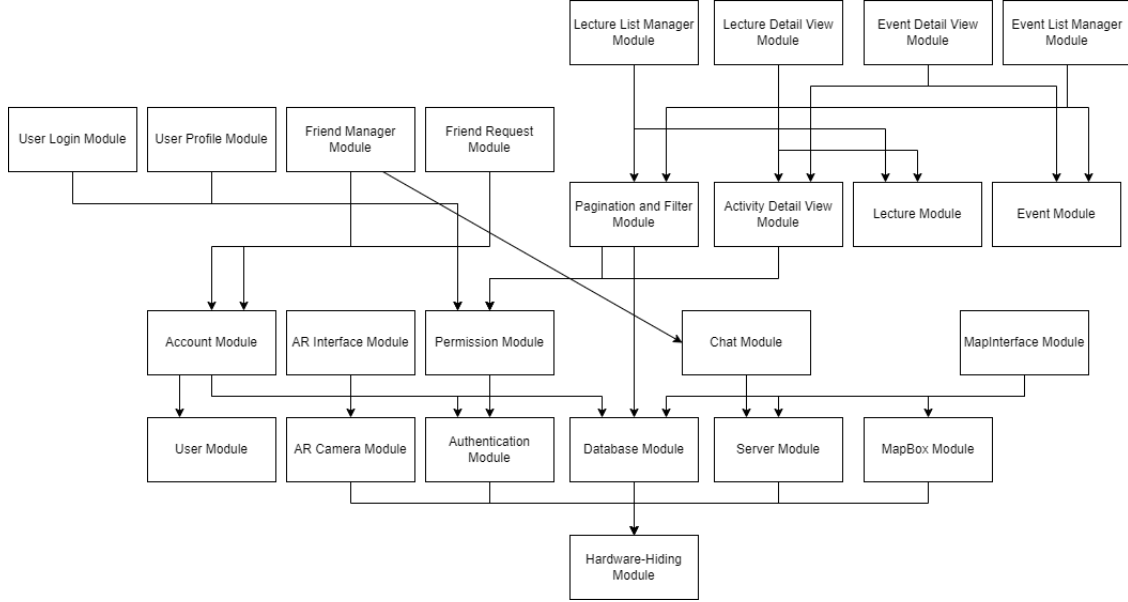 Lecture List Manager
Module
Lecture Detail View
Module
Event Detail View
Module
Event List Manager
Module
User Login Module
User Profile Module
Friend Manager
Module
Friend Request
Module
Pagination and Filter
Module
Activity Detail View
Module
Lecture Module
Event Module
Account Module
AR Interface Module
Permission Module
Chat Module
MapInterface Module
User Module
AR Camera Module
Authentication
Module
Database Module
Server Module
MapBox Module
Hardware-Hiding
Module